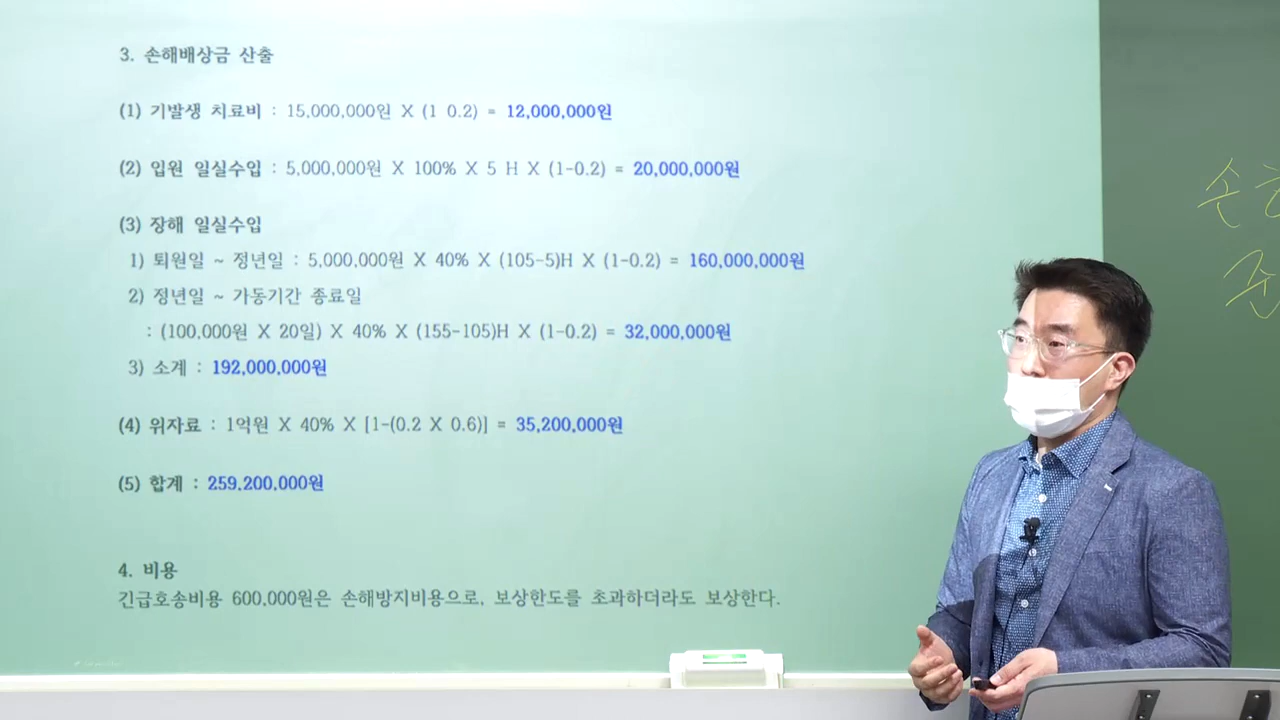 3. 손해배상금 산출
(1) 기발생 치료비 : 15,000,000원 X (1 0.2) = 12,000,000원
(2) 입원 일실수입 : 5,000,000원 X 100% X 5 H X (1-0.2) = 20,000,000원
(3) 장해 일실수입
1) 퇴원일 ~ 정년일 : 5,000,000원 X 40% X (105-5)H X (1-0.2) = 160,000,000원
2) 정년일 ~ 가동기간 종료일
: (100,000원 X 20일) X 40% X (155-105)H X (1-0.2) = 32,000,000원
3) 소계 : 192,000,000원
(4) 위자료 : 1억원 X 40% X [1-(0.2 X 0.6)] = 35,200,000원
(5) 합계 : 259,200,000원
4. 비용
긴급호송비용 600,000원은 손해방지비용으로, 보상한도를 초과하더라도 보상한다.
손